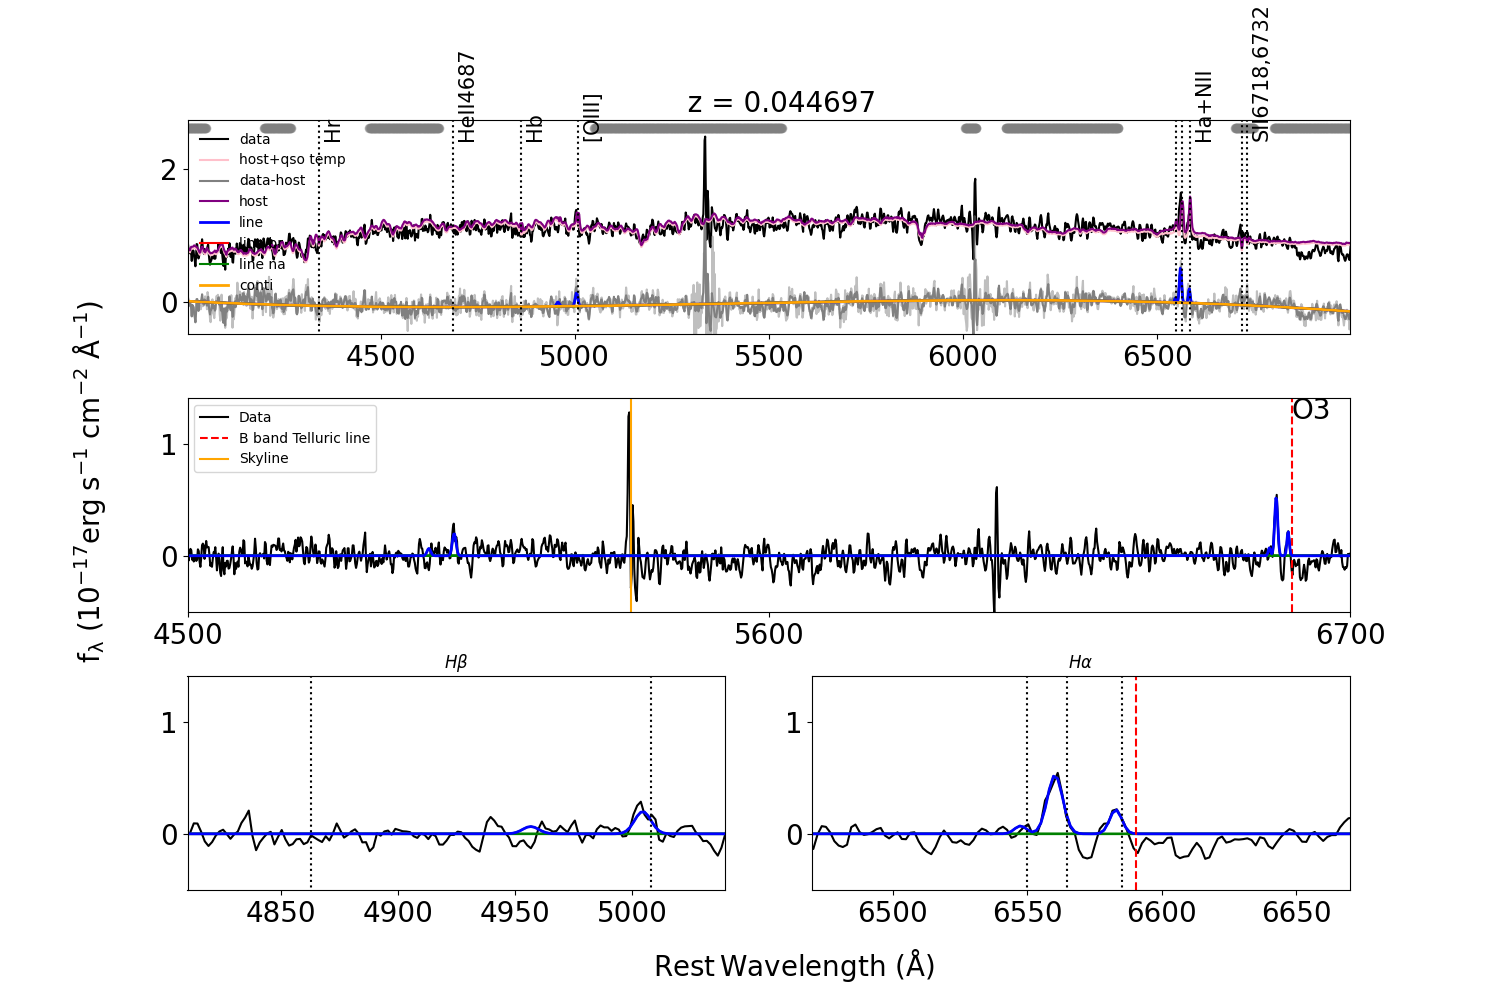 z = 0.044697
Hr
HeII4687
Hb
[OIII]
Ha+NII
SII6718,6732
data
host+qso temp
data-host
host
line
line na
conti
2
0
4500
5000
5500
6000
6500
fλ (10⁻¹⁷erg s⁻¹ cm⁻² Å⁻¹)
Data
B band Telluric line
Skyline
O3
1
0
4500
5600
6700
Hβ
1
0
4850
4900
4950
5000
Hα
1
0
6500
6550
6600
6650
Rest Wavelength (Å)